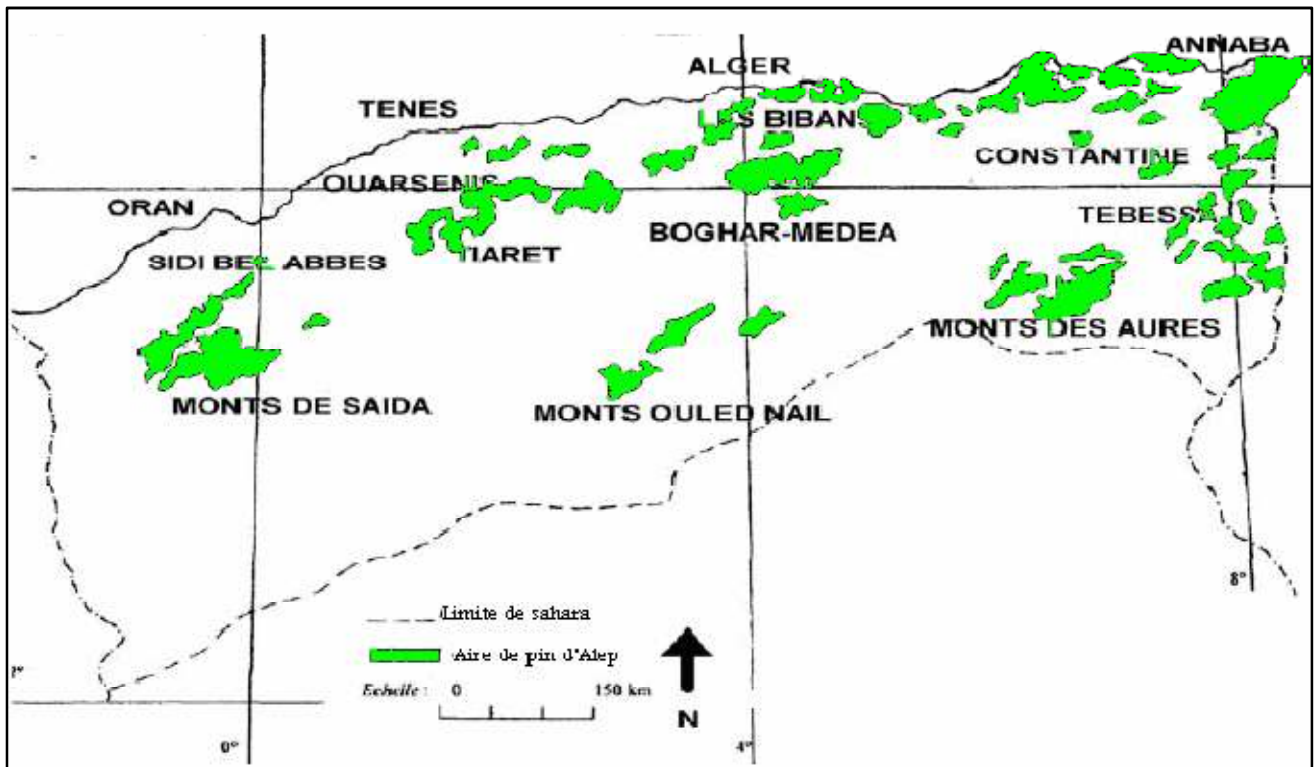 ANNABA
ALGER
TENES
LES BIBANS
CONSTANTINE
OUARSENIS
ORAN
TEBESSA
BOGHAR-MEDEA
TIARET
SIDI BEL ABBES
MONTS DES AURES
MONTS DE SAIDA
MONTS OULED NAIL
8°
Limite de sahara
Aire de pin d'Alep
Echelle : 0 150 km
N
0°
4°